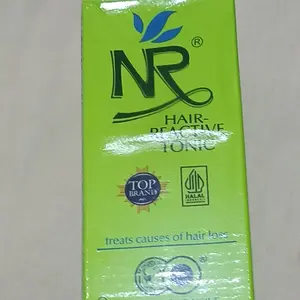 NR®
HAIR-
REACTIVE
TONIC
TOP
BRAND
HALAL
treats causes of hair loss